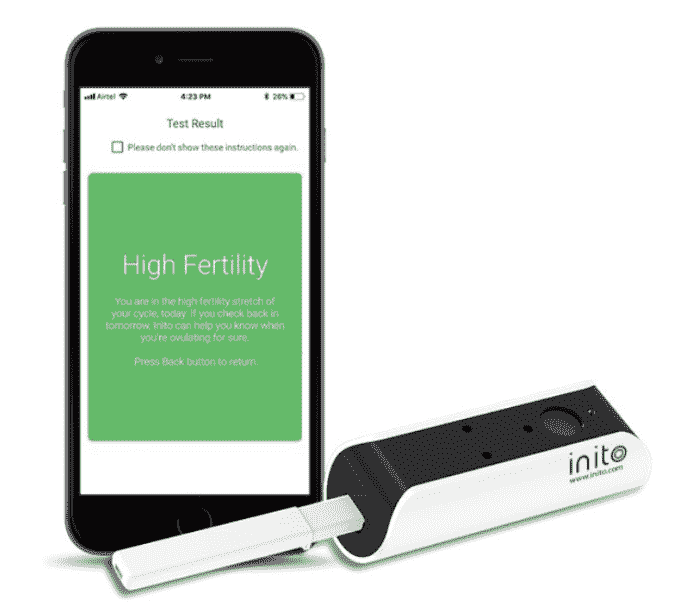 Airtel 4:23 PM 26%
Test Result
Please don't show these instructions again.
High Fertility
You are in the high fertility stretch of
your cycle, today. If you check back in
tomorrow, Inito can help you know when
you're ovulating for sure.
Press Back button to return.
inito
www.inito.com